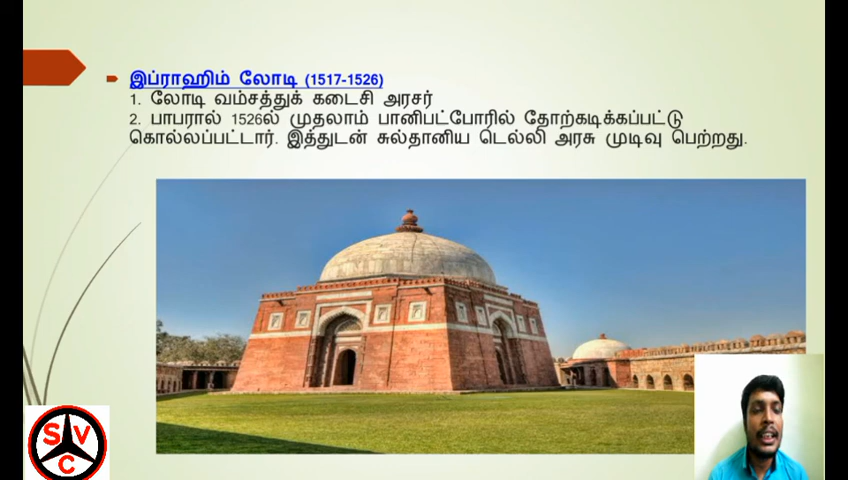 இப்ராஹிம் லோடி (1517-1526)
1. லோடி வம்சத்துக் கடைசி அரசர்
2. பாபரால் 1526ல் முதலாம் பானிபட்போரில் தோற்கடிக்கப்பட்டு
கொல்லப்பட்டார். இத்துடன் சுல்தானிய டெல்லி அரசு முடிவு பெற்றது.
S V
C